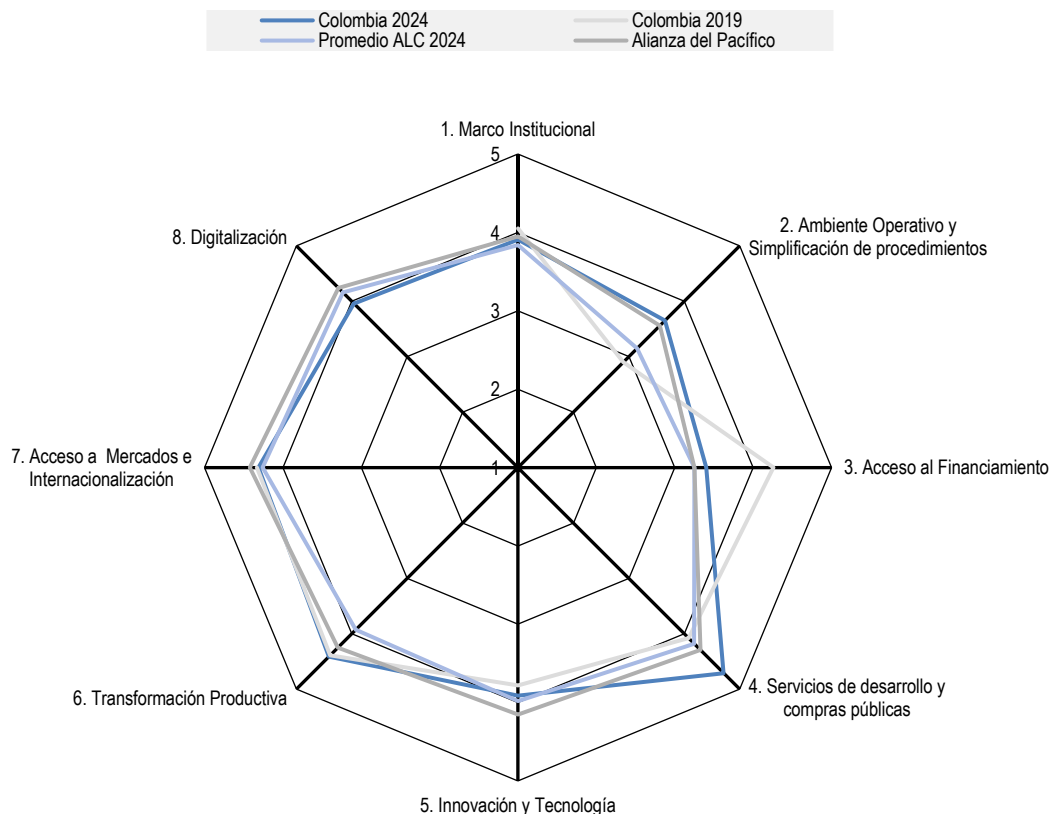 Colombia 2024
Colombia 2019
Promedio ALC 2024
Alianza del Pacífico
1. Marco Institucional
5
4
3
2
1
2. Ambiente Operativo y
Simplificación de procedimientos
3. Acceso al Financiamiento
4. Servicios de desarrollo y
compras públicas
5. Innovación y Tecnología
6. Transformación Productiva
7. Acceso a Mercados e
Internacionalización
8. Digitalización